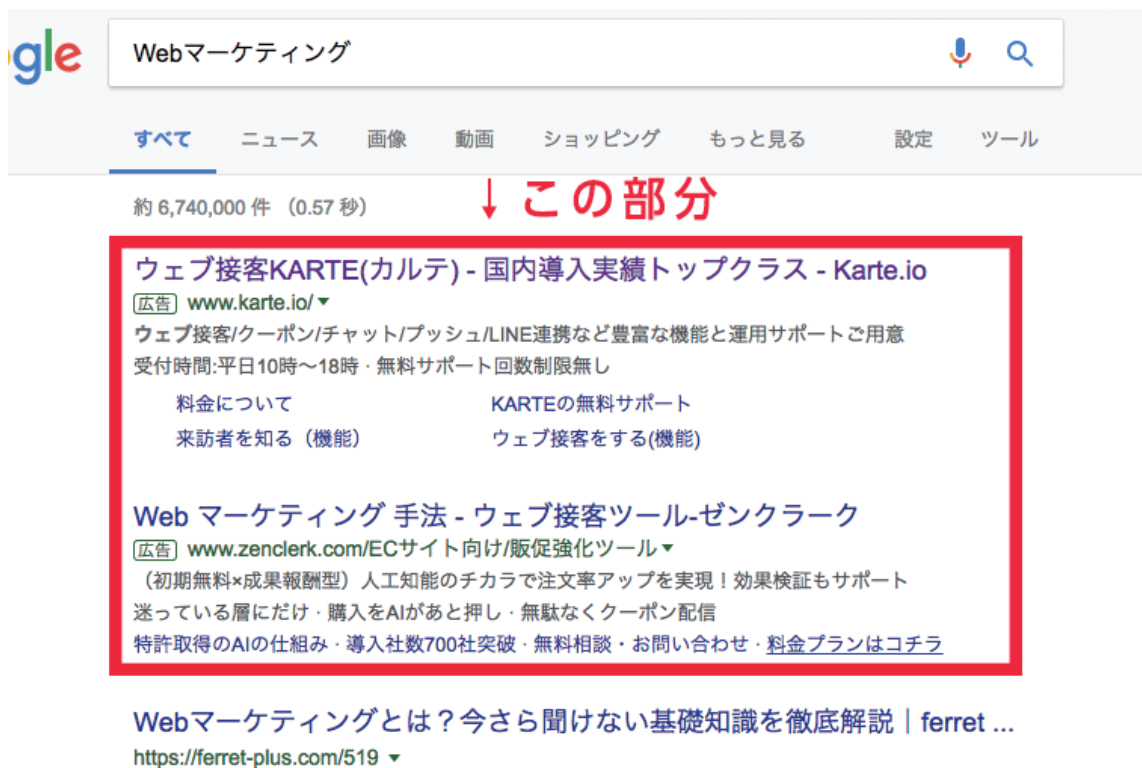 ogle
Webマーケティング
すべて ニュース 画像 動画 ショッピング もっと見る 設定 ツール
約 6,740,000 件 （0.57 秒）
↓この部分
ウェブ接客KARTE(カルテ) - 国内導入実績トップクラス - Karte.io
広告 www.karte.io/ ▼
ウェブ接客/クーポン/チャット/プッシュ/LINE連携など豊富な機能と運用サポートご用意
受付時間:平日10時～18時 · 無料サポート回数制限無し
料金について KARTEの無料サポート
来訪者を知る（機能） ウェブ接客をする(機能)
Web マーケティング 手法 - ウェブ接客ツール-ゼンクラーク
広告 www.zenclerk.com/ECサイト向け/販促強化ツール ▼
（初期無料×成果報酬型）人工知能のチカラで注文率アップを実現！効果検証もサポート
迷っている層にだけ · 購入をAIがあと押し · 無駄なくクーポン配信
特許取得のAIの仕組み · 導入社数700社突破 · 無料相談・お問い合わせ · 料金プランはコチラ
Webマーケティングとは？今さら聞けない基礎知識を徹底解説｜ferret ...
https://ferret-plus.com/519 ▼